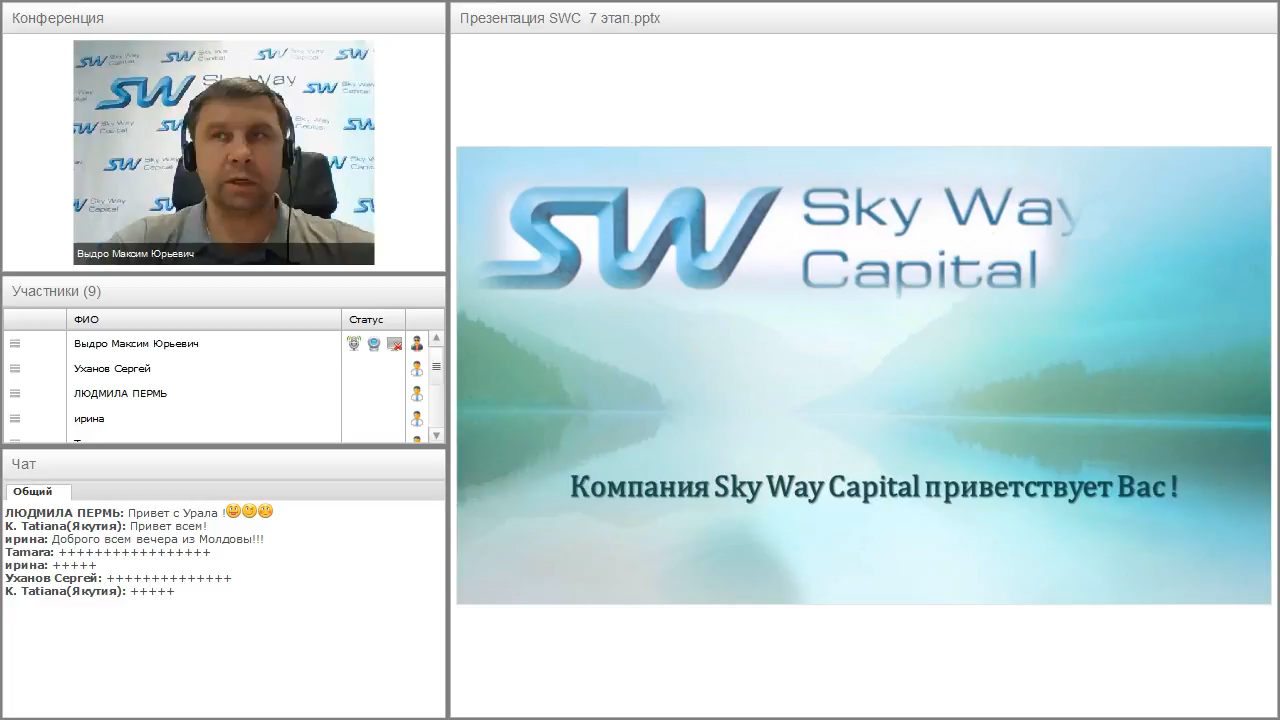 Конференция
SW Sky Way
Capital
Выдро Максим Юрьевич
Участники (9)
ФИО
Статус
Выдро Максим Юрьевич
Уханов Сергей
ЛЮДМИЛА ПЕРМЬ
ирина
Чат
Общий
ЛЮДМИЛА ПЕРМЬ: Привет с Урала !
K. Tatiana(Якутия): Привет всем!
ирина: Доброго всем вечера из Молдовы!!!
Tamara: +++++++++++++++++
ирина: +++++
Уханов Сергей: ++++++++++++++
K. Tatiana(Якутия): +++++
Презентация SWC 7 этап.pptx
SW Sky Way
Capital
Компания Sky Way Capital приветствует Вас !